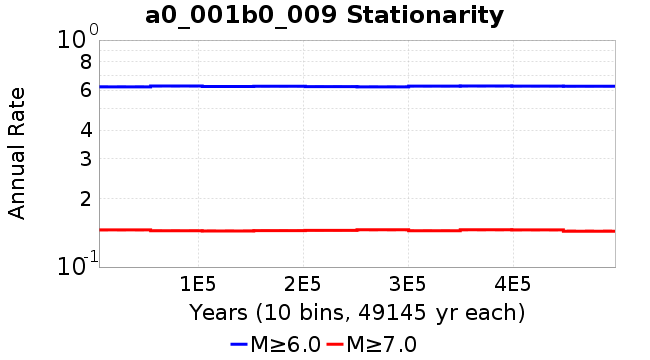 a0_001b0_009 Stationarity
10^0
8
6
4
3
2
10^-1
Annual Rate
1E5 2E5 3E5 4E5
Years (10 bins, 49145 yr each)
M≥6.0 M≥7.0